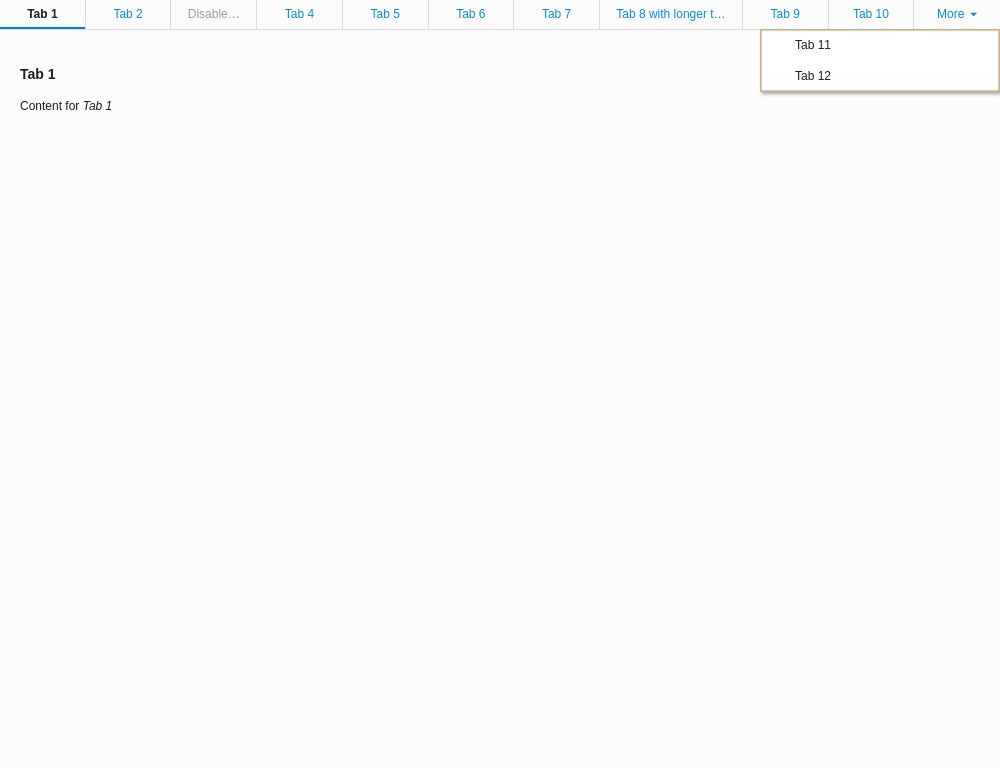 Tab 1 Tab 2 Disable… Tab 4 Tab 5 Tab 6 Tab 7 Tab 8 with longer t… Tab 9 Tab 10 More
Tab 11
Tab 12
Tab 1
Content for Tab 1